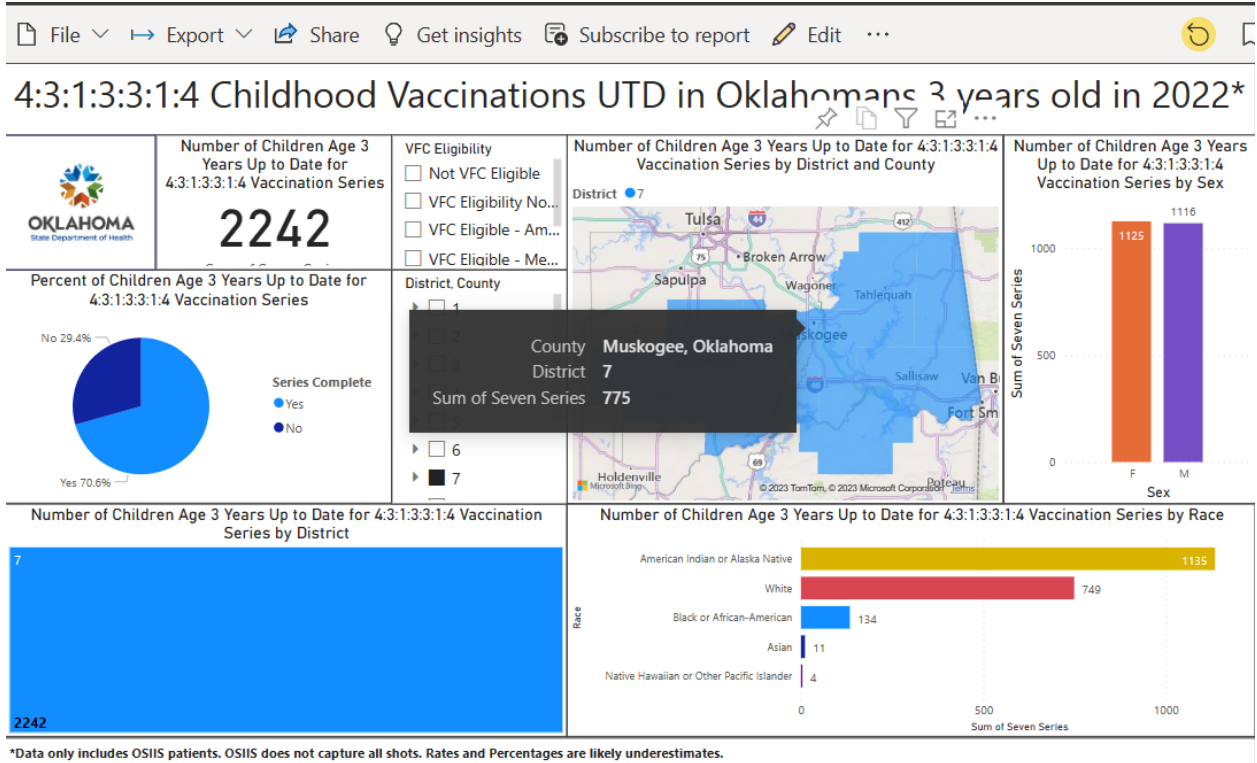 File Export Share Get insights Subscribe to report Edit ...
4:3:1:3:3:1:4 Childhood Vaccinations UTD in Oklahomans 3 years old in 2022*
OKLAHOMA
State Department of Health
Number of Children Age 3
Years Up to Date for
4:3:1:3:3:1:4 Vaccination Series
2242
VFC Eligibility
Not VFC Eligible
VFC Eligibility No...
VFC Eligible - Am...
VFC Eligible - Me...
Percent of Children Age 3 Years Up to Date for
4:3:1:3:3:1:4 Vaccination Series
No 29.4%
Yes 70.6%
Series Complete
Yes
No
District, County
1
2
3
5
6
7
Number of Children Age 3 Years Up to Date for 4:3:1:3:3:1:4
Vaccination Series by District and County
District 7
Tulsa
44
412
75
Broken Arrow
Sapulpa
Wagoner
Tahlequah
Sallisaw
Van B
40
Fort Sm
69
Holdenville
Poteau
Microsoft Bing
© 2023 TomTom, © 2023 Microsoft Corporation Terms
County Muskogee, Oklahoma
District 7
Sum of Seven Series 775
Number of Children Age 3 Years
Up to Date for 4:3:1:3:3:1:4
Vaccination Series by Sex
1125
1116
1000
500
0
Sum of Seven Series
F
M
Sex
Number of Children Age 3 Years Up to Date for 4:3:1:3:3:1:4 Vaccination
Series by District
7
2242
Number of Children Age 3 Years Up to Date for 4:3:1:3:3:1:4 Vaccination Series by Race
Race
American Indian or Alaska Native 1135
White 749
Black or African-American 134
Asian 11
Native Hawaiian or Other Pacific Islander 4
0 500 1000
Sum of Seven Series
*Data only includes OSIIS patients. OSIIS does not capture all shots. Rates and Percentages are likely underestimates.